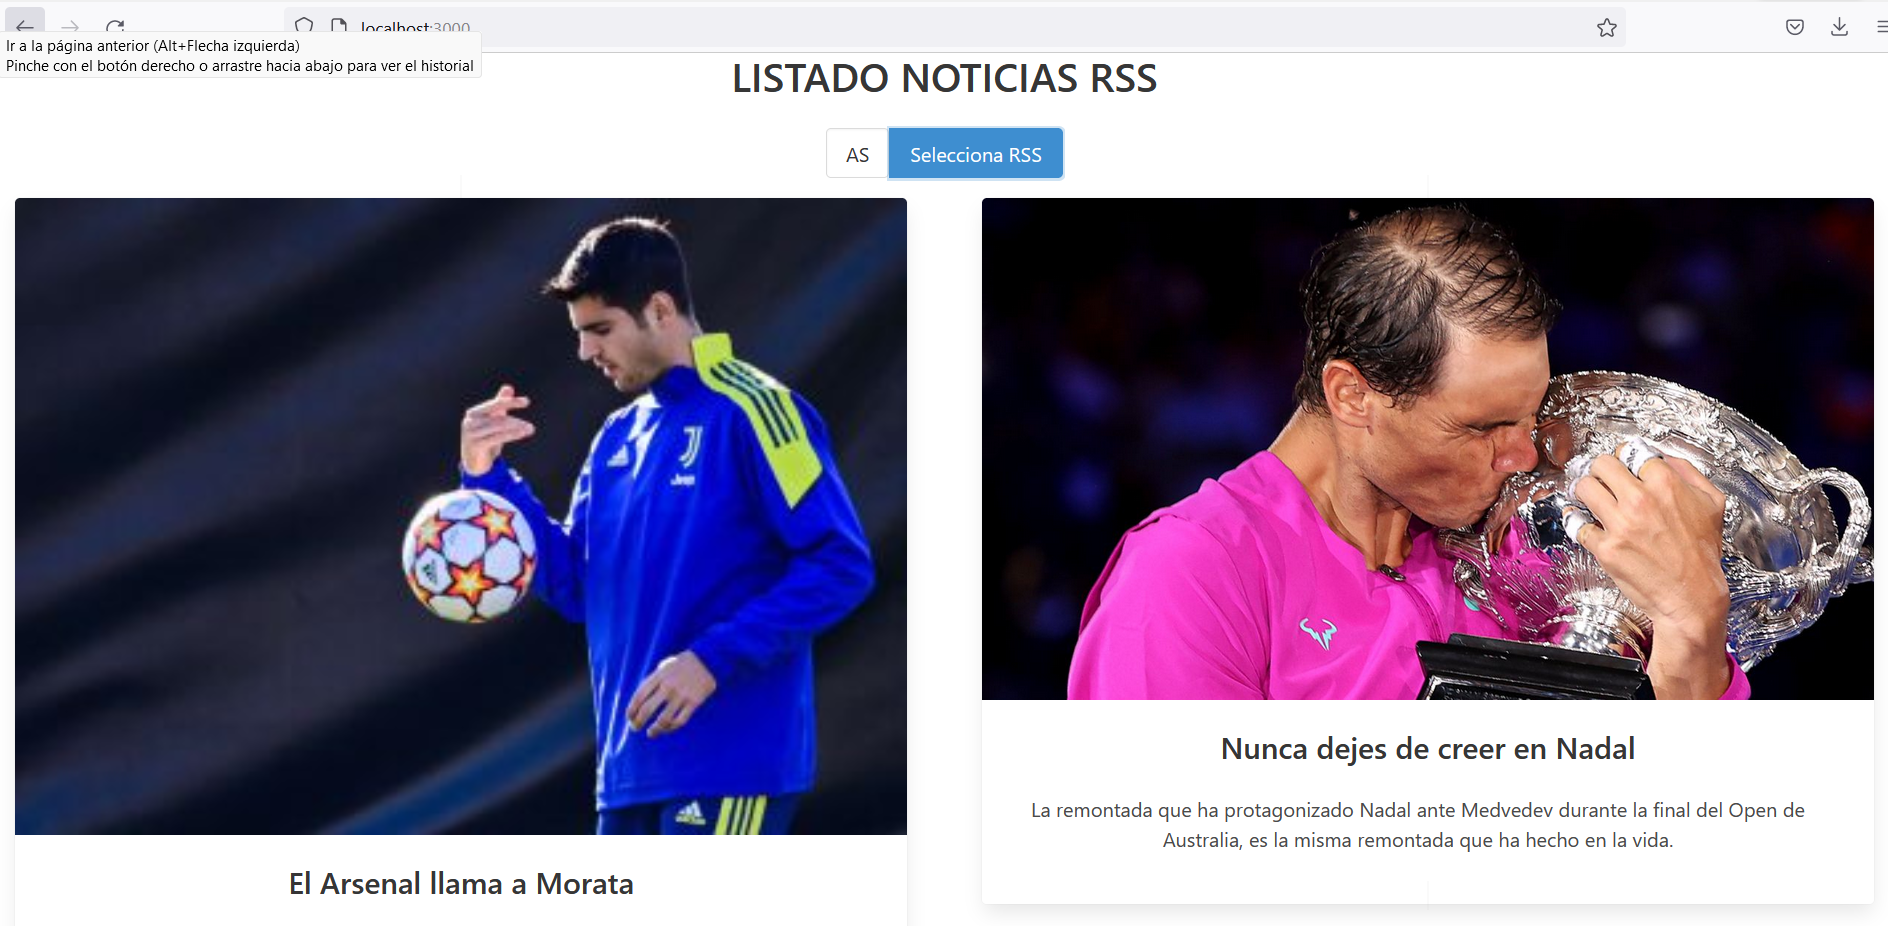 localhost:3000
Ir a la página anterior (Alt+Flecha izquierda)
Pinche con el botón derecho o arrastre hacia abajo para ver el historial
LISTADO NOTICIAS RSS
AS
Selecciona RSS
El Arsenal llama a Morata
Nunca dejes de creer en Nadal
La remontada que ha protagonizado Nadal ante Medvedev durante la final del Open de
Australia, es la misma remontada que ha hecho en la vida.